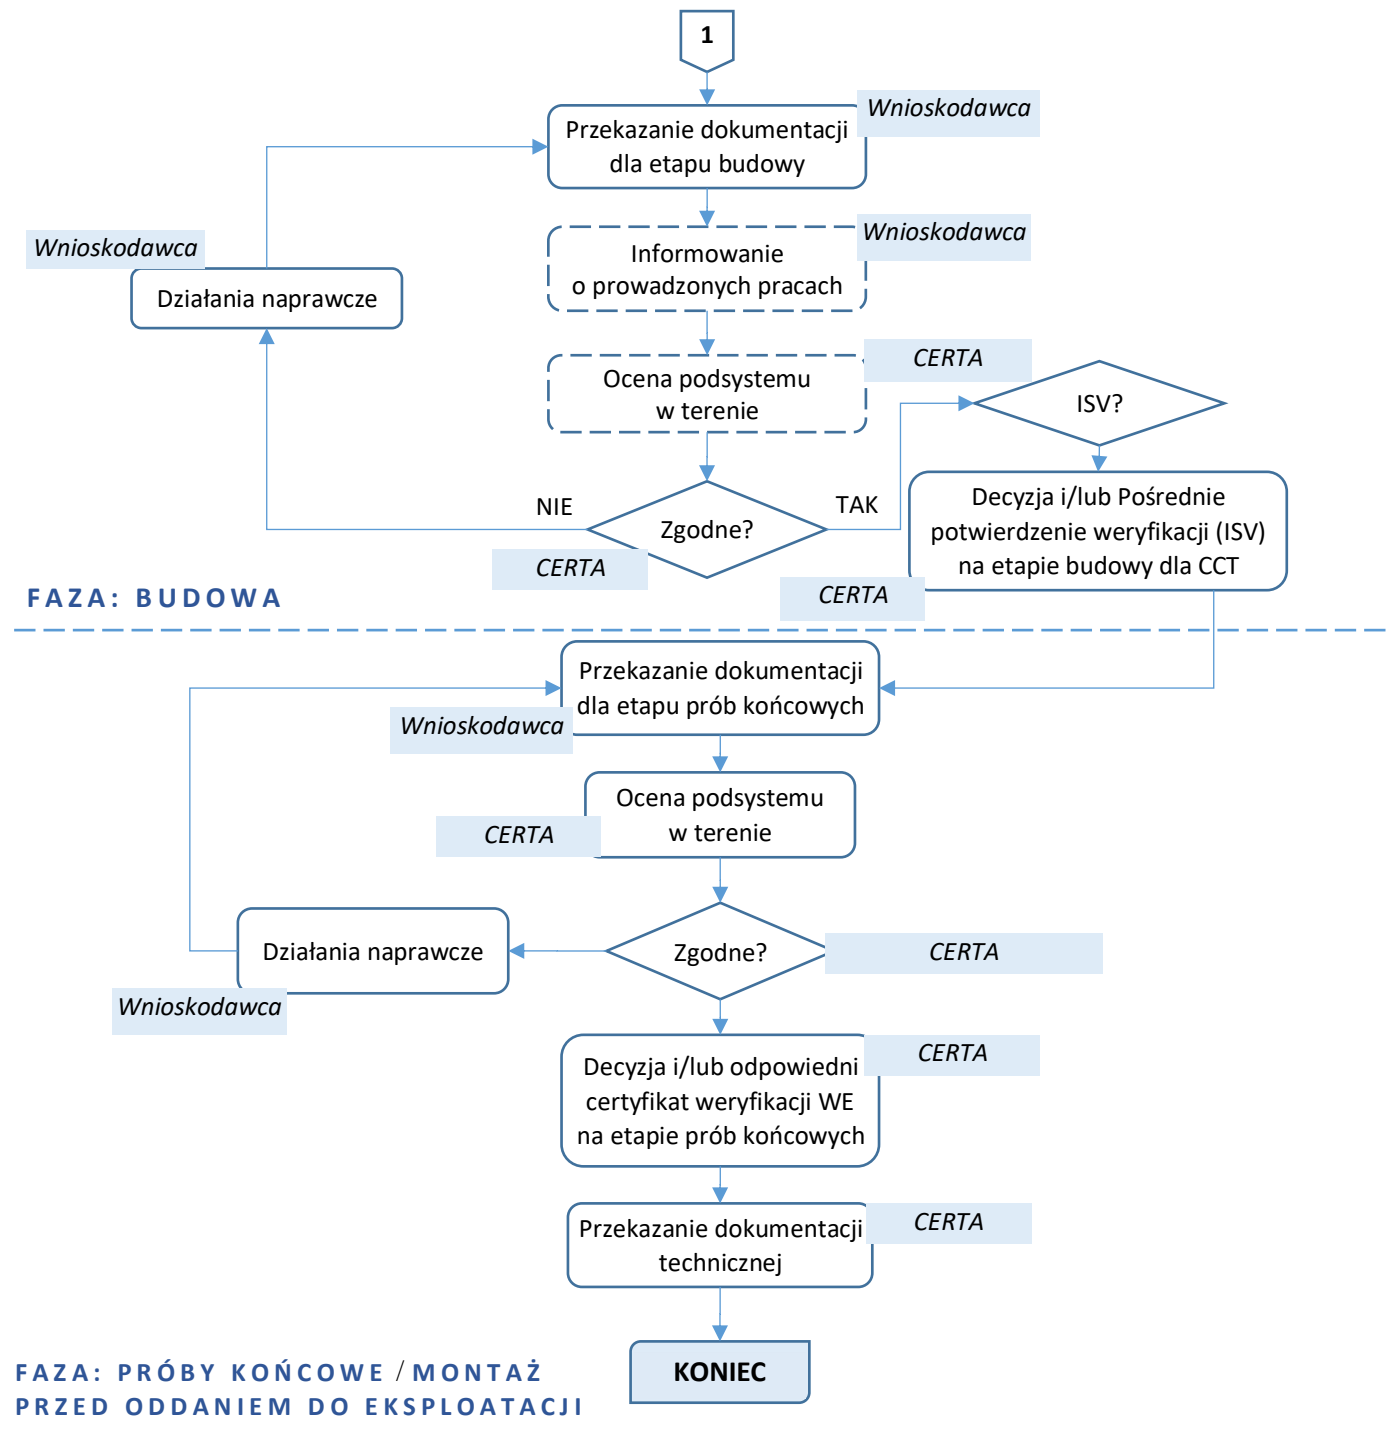 1
Wnioskodawca
Przekazanie dokumentacji
dla etapu budowy
Wnioskodawca
Informowanie
o prowadzonych pracach
Wnioskodawca
Działania naprawcze
CERTA
Ocena podsystemu
w terenie
ISV?
NIE
TAK
Zgodne?
CERTA
Decyzja i/lub Pośrednie
potwierdzenie weryfikacji (ISV)
na etapie budowy dla CCT
CERTA
FAZA: BUDOWA
Przekazanie dokumentacji
dla etapu prób końcowych
Wnioskodawca
Ocena podsystemu
w terenie
CERTA
Działania naprawcze
Zgodne?
CERTA
Wnioskodawca
CERTA
Decyzja i/lub odpowiedni
certyfikat weryfikacji WE
na etapie prób końcowych
CERTA
Przekazanie dokumentacji
technicznej
KONIEC
FAZA: PRÓBY KOŃCOWE / MONTAŻ
PRZED ODDANIEM DO EKSPLOATACJI